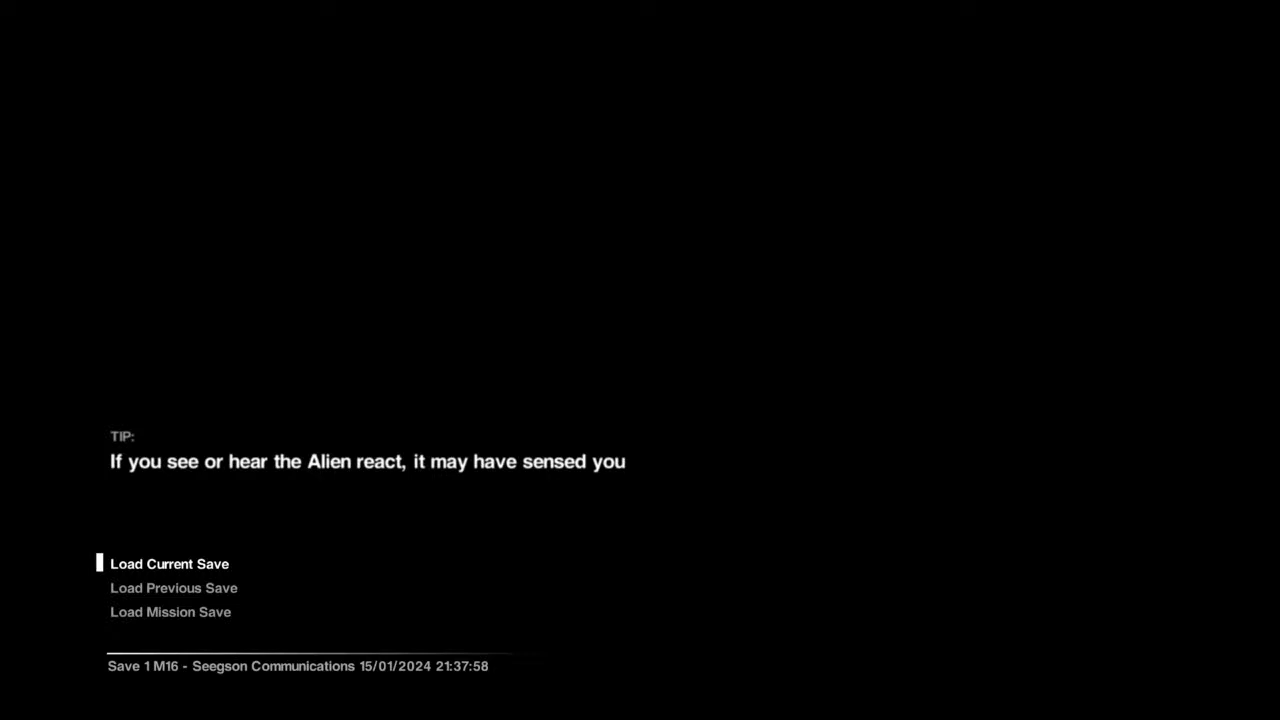 TIP:
If you see or hear the Alien react, it may have sensed you
Load Current Save
Load Previous Save
Load Mission Save
Save 1 M16 - Seegson Communications 15/01/2024 21:37:58